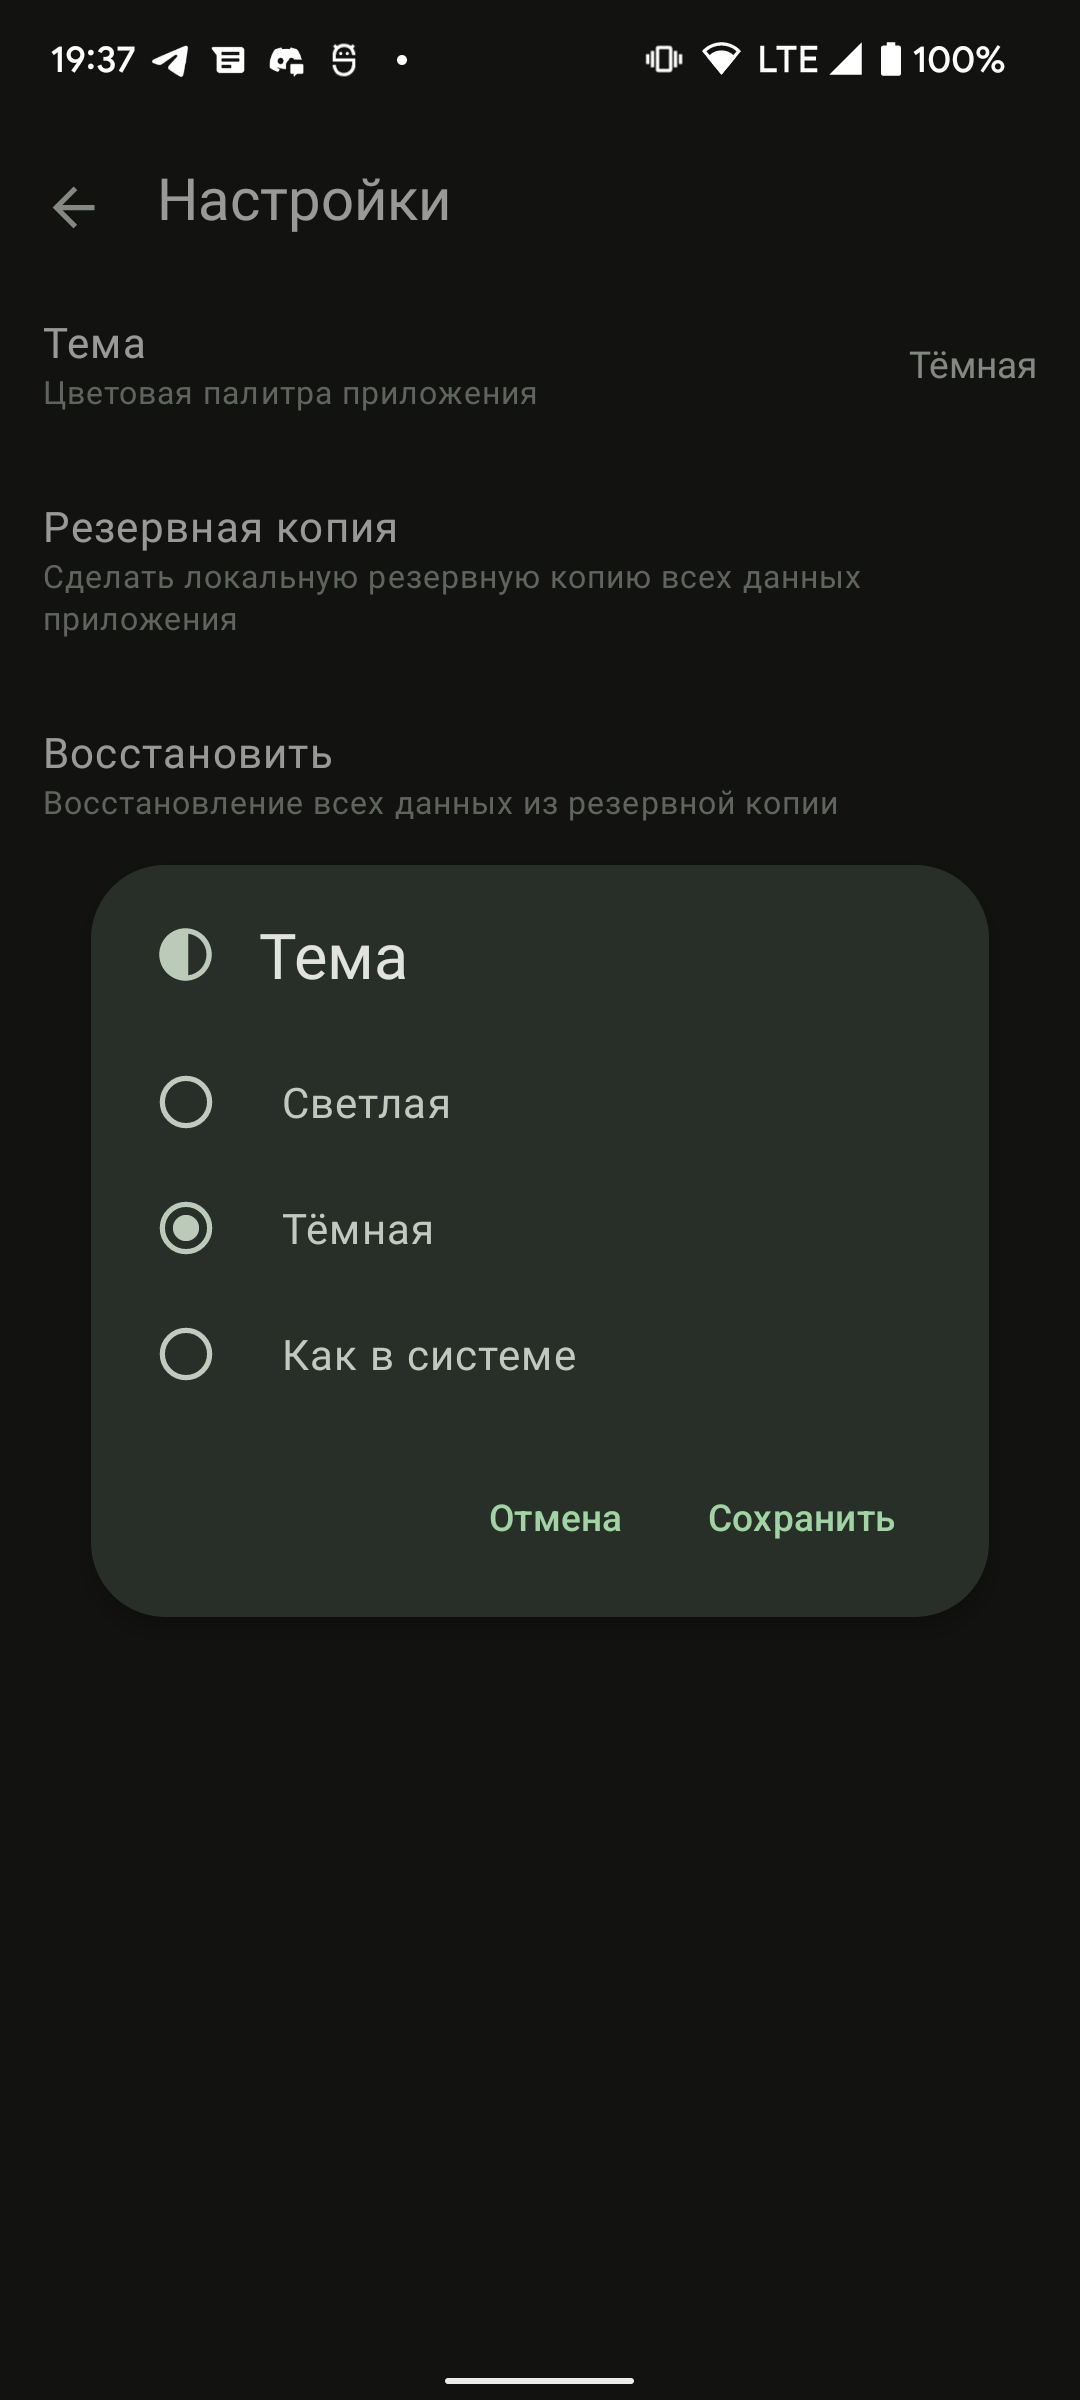 19:37 LTE 100%
Настройки
Тема
Цветовая палитра приложения
Тёмная
Резервная копия
Сделать локальную резервную копию всех данных
приложения
Восстановить
Восстановление всех данных из резервной копии
Тема
Светлая
Тёмная
Как в системе
Отмена Сохранить